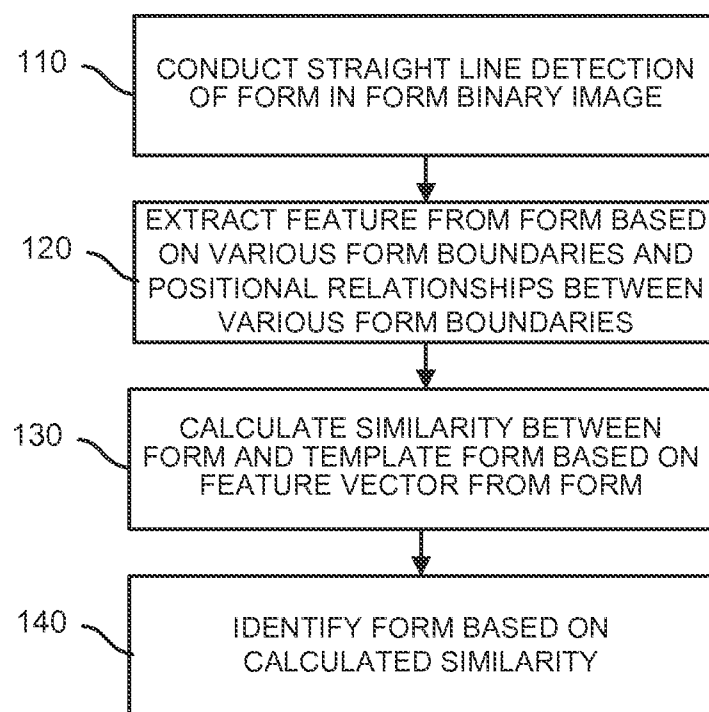 110
CONDUCT STRAIGHT LINE DETECTION
OF FORM IN FORM BINARY IMAGE
120
EXTRACT FEATURE FROM FORM BASED
ON VARIOUS FORM BOUNDARIES AND
POSITIONAL RELATIONSHIPS BETWEEN
VARIOUS FORM BOUNDARIES
130
CALCULATE SIMILARITY BETWEEN
FORM AND TEMPLATE FORM BASED ON
FEATURE VECTOR FROM FORM
140
IDENTIFY FORM BASED ON
CALCULATED SIMILARITY